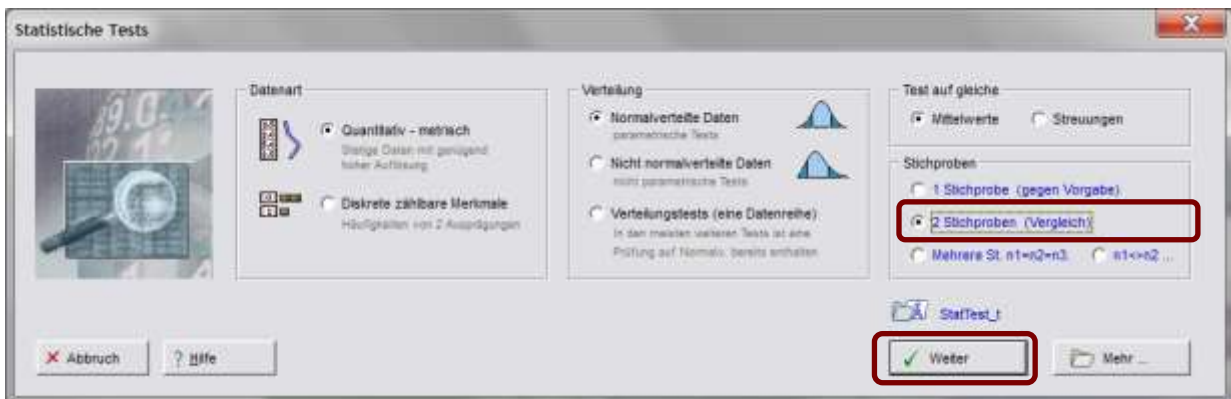 Statistische Tests
Datenart
Quantitativ - metrisch
Stetige Daten mit genügend
hoher Auflösung
Diskrete zählbare Merkmale
Häufigkeiten von 2 Ausprägungen
Verteilung
Normalverteilte Daten
parametrische Tests
Nicht normalverteilte Daten
nicht parametrische Tests
Verteilungstests (eine Datenreihe)
In den meisten weiteren Tests ist eine
Prüfung auf Normalv. bereits enthalten
Test auf gleiche
Mittelwerte
Streuungen
Stichproben
1 Stichprobe (gegen Vorgabe)
2 Stichproben (Vergleich)
Mehrere St. n1=n2=n3.
n1<>n2 ...
StatTest_t
Abbruch
? Hilfe
Weiter
Mehr ...